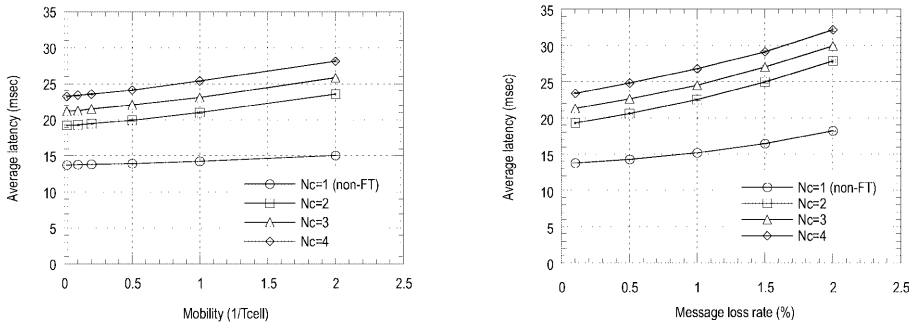 35
30
25
20
15
10
5
0
Average latency (msec)
Nc=1 (non-FT)
Nc=2
Nc=3
Nc=4
0 0.5 1 1.5 2 2.5
Mobility (1/Tcell)
35
30
25
20
15
10
5
0
Average latency (msec)
Nc=1 (non-FT)
Nc=2
Nc=3
Nc=4
0 0.5 1 1.5 2 2.5
Message loss rate (%)